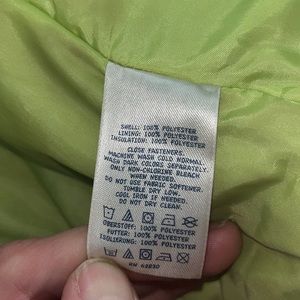 SHELL: 100% POLYESTER
LINING: 100% POLYESTER
INSULATION: 100% POLYESTER
CLOSE FASTENERS.
MACHINE WASH COLD NORMAL.
WASH DARK COLORS SEPARATELY.
ONLY NON-CHLORINE BLEACH
WHEN NEEDED.
DO NOT USE FABRIC SOFTENER.
TUMBLE DRY LOW.
COOL IRON IF NEEDED.
DO NOT DRY CLEAN.
OBERSTOFF: 100% POLYESTER
FUTTER: 100% POLYESTER
ISOLIERUNG: 100% POLYESTER
RN 62830